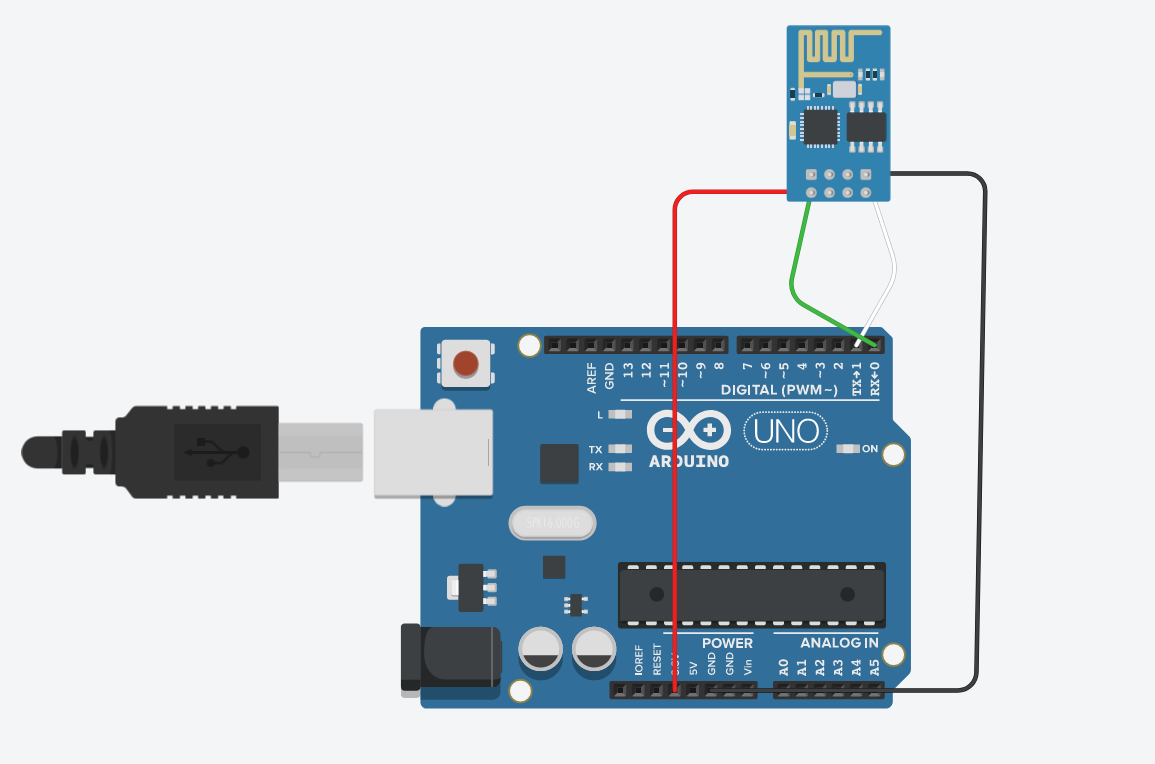 AREF
GND
13
12
~11
~10
~9
8
7
~6
~5
4
~3
2
TX→1
RX←0
DIGITAL (PWM~)
L
TX
RX
ARDUINO
UNO
ON
SPK16.000G
POWER
ANALOG IN
IOREF
RESET
3.3V
5V
GND
GND
Vin
A0
A1
A2
A3
A4
A5